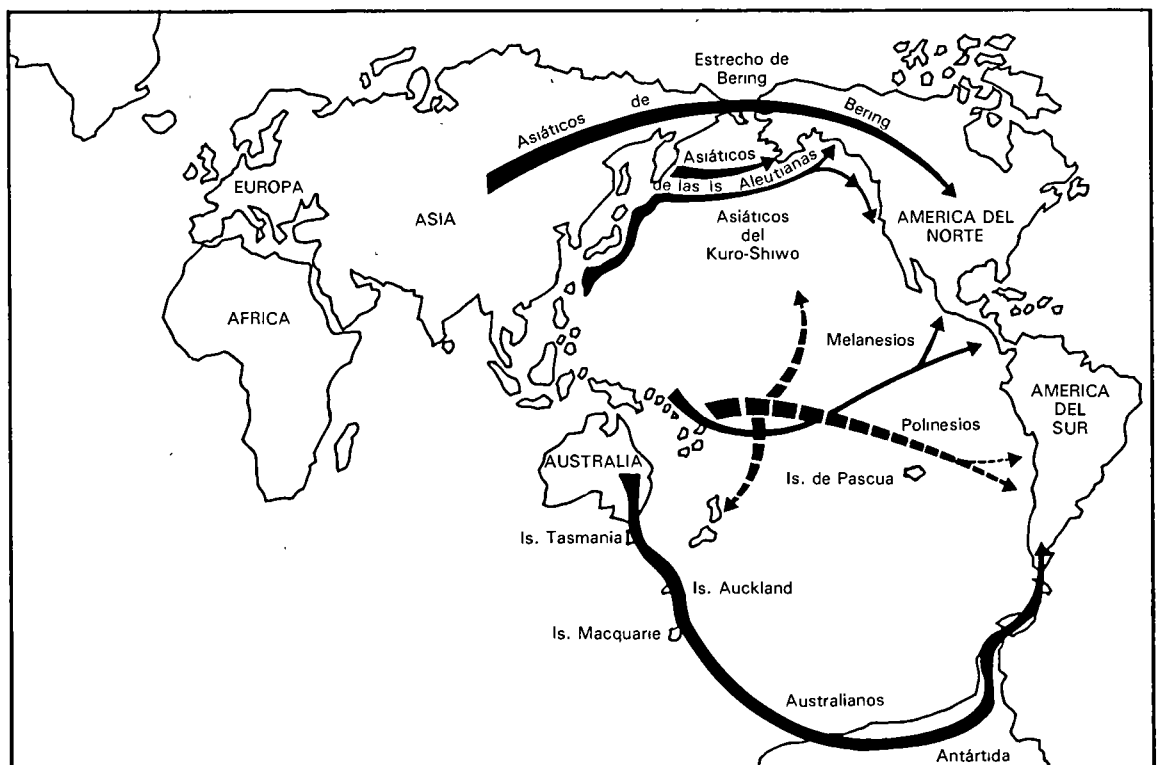 Estrecho de
Bering
Asiáticos de Bering
Asiáticos
de las Is Aleutianas
EUROPA
ASIA
Asiáticos
del
Kuro-Shiwo
AMERICA DEL
NORTE
AFRICA
Melanesios
AMERICA
DEL
SUR
Polinesios
AUSTRALIA
Is. de Pascua
Is. Tasmania
Is. Auckland
Is. Macquarie
Australianos
Antártida